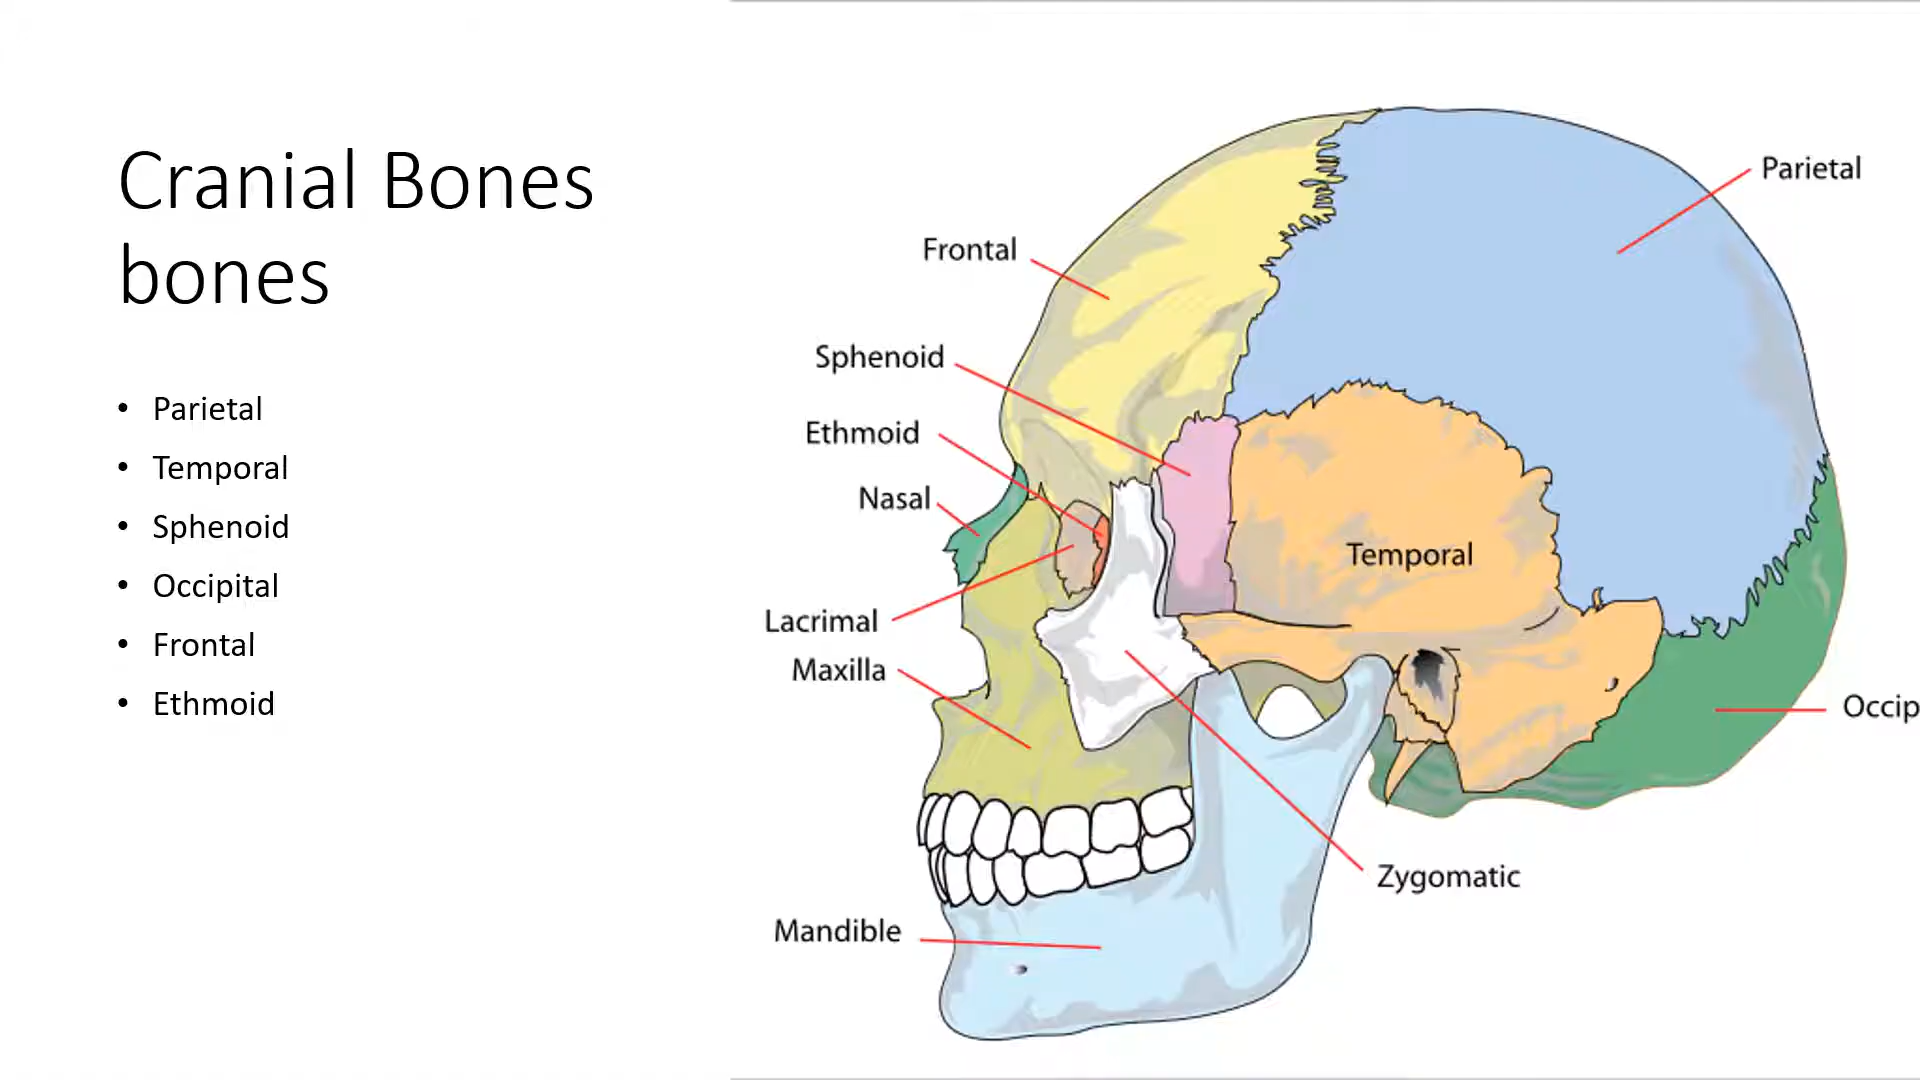 Cranial Bones
bones
• Parietal
• Temporal
• Sphenoid
• Occipital
• Frontal
• Ethmoid
Parietal
Frontal
Sphenoid
Ethmoid
Nasal
Temporal
Lacrimal
Maxilla
Occip
Zygomatic
Mandible